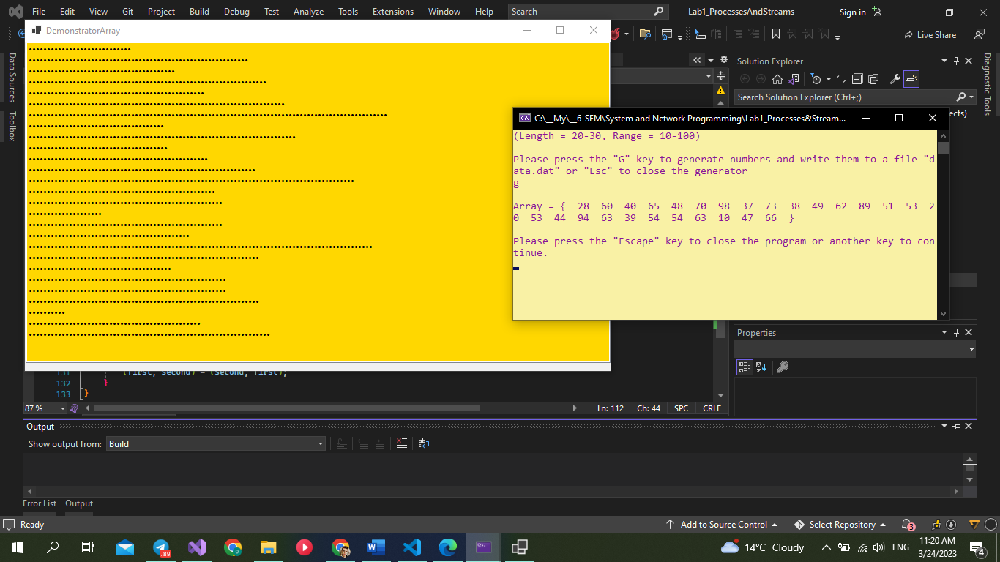 File Edit View Git Project Build Debug Test Analyze Tools Extensions Window Help Search Lab1_ProcessesAndStreams Sign in
DemonstratorArray
Live Share
Data Sources
Toolbox
C:\__My\__6-SEM\System and Network Programming\Lab1_Processes&Stream...
(Length = 20-30, Range = 10-100)
Please press the "G" key to generate numbers and write them to a file "d
ata.dat" or "Esc" to close the generator
g
Array = { 28 60 40 65 48 70 98 37 73 38 49 62 89 51 53 2
0 53 44 94 63 39 54 54 63 10 47 66 }
Please press the "Escape" key to close the program or another key to con
tinue.
Solution Explorer
Search Solution Explorer (Ctrl+;)
ects)
Diagnostic Tools
Properties
131 (first, second) = (second, first);
132 }
133 }
87 % Ln: 112 Ch: 44 SPC CRLF
Output
Show output from: Build
Error List Output
Ready Add to Source Control Select Repository 3
89 14°C Cloudy ENG 11:20 AM
3/24/2023 4